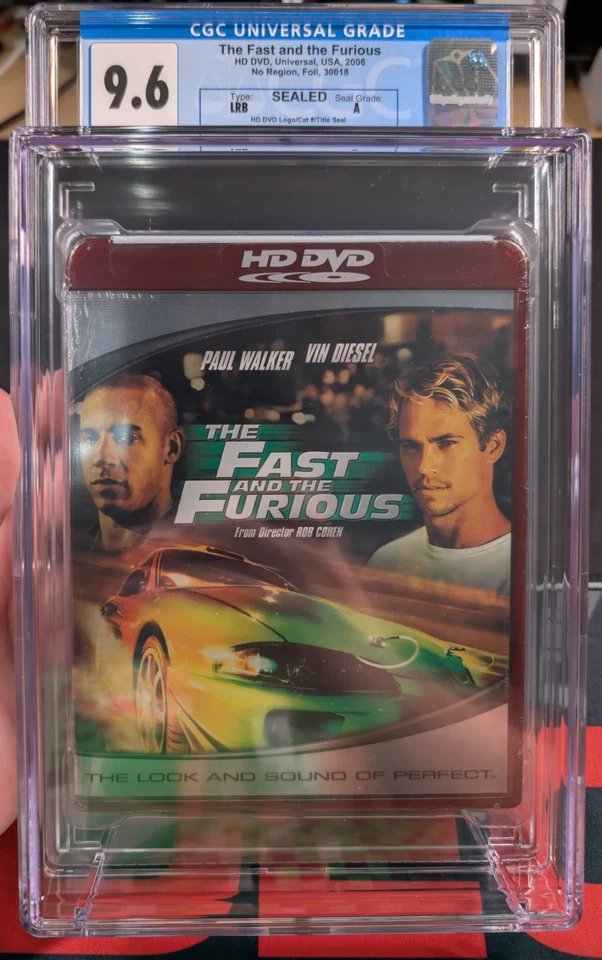 CGC UNIVERSAL GRADE
9.6
The Fast and the Furious
HD DVD, Universal, USA, 2006
No Region, Foil, 30018
Type: SEALED Seal Grade:
LRB A
HD DVD Logo/Cat #/Title Seal
HD DVD
PAUL WALKER VIN DIESEL
THE
FAST
AND THE
FURIOUS
From Director ROB COHEN
THE LOOK AND SOUND OF PERFECT.